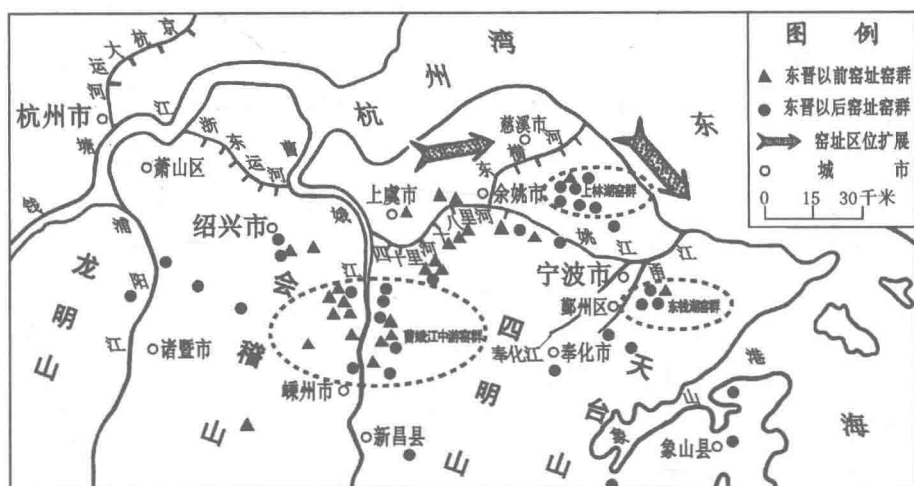 图 例
东晋以前窑址窑群
东晋以后窑址窑群
窑址区位扩展
城 市
0 15 30千米
京杭大运河
杭州市
钱塘江
杭州湾
东海
萧山区
浙东运河
曹娥江
慈溪市
东横河
上林湖窑群
上虞市
余姚市
十八里河
四十里河
姚江
绍兴市
浦阳江
龙明山
会稽山
宁波市
甬江
鄞州区
东钱湖窑群
曹娥江中游窑群
四明山
奉化江
奉化市
天台山
诸暨市
嵊州市
新昌县
象山港
象山县